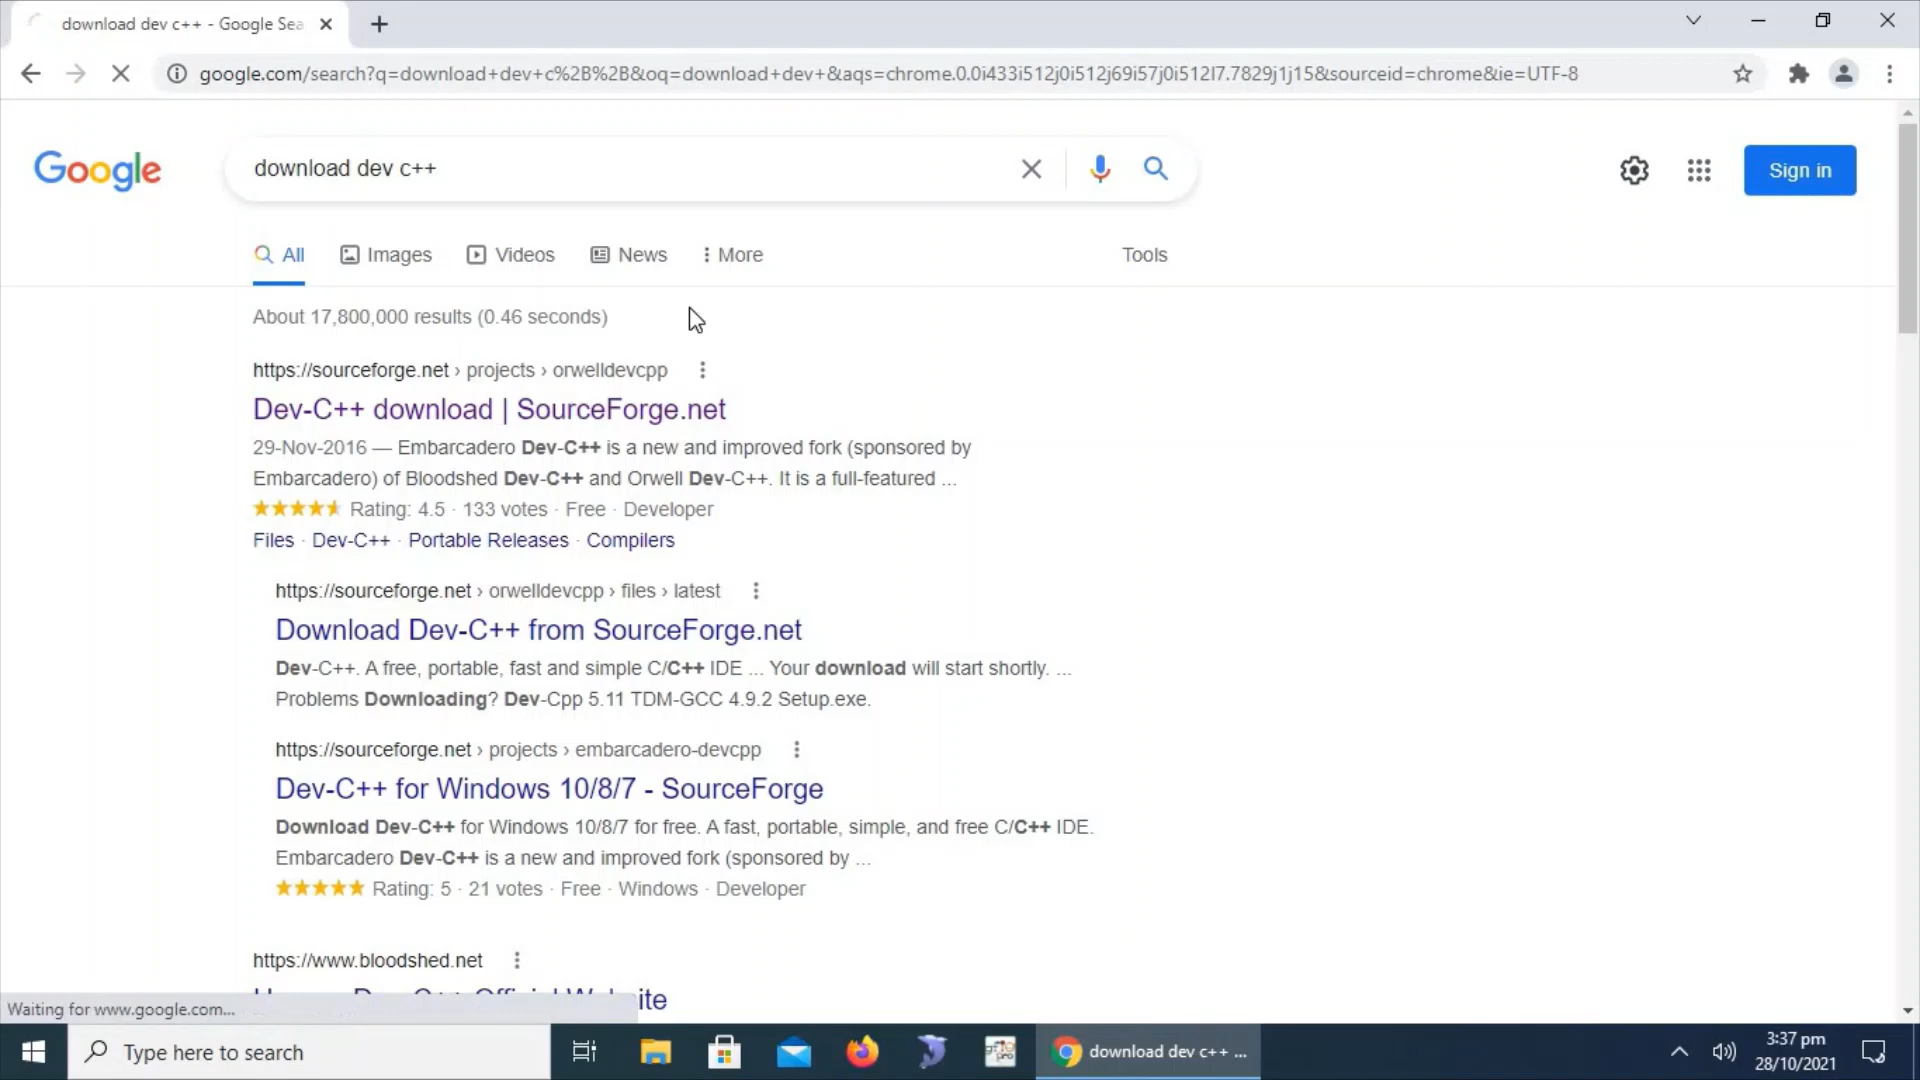 download dev c++ - Google Sea
google.com/search?q=download+dev+c%2B%2B&oq=download+dev+&aqs=chrome.0.0i433i512j0i512j69i57j0i512l7.7829j1j15&sourceid=chrome&ie=UTF-8
Google
download dev c++
Sign in
All
Images
Videos
News
More
Tools
About 17,800,000 results (0.46 seconds)
https://sourceforge.net › projects › orwelldevcpp
Dev-C++ download | SourceForge.net
29-Nov-2016 — Embarcadero Dev-C++ is a new and improved fork (sponsored by
Embarcadero) of Bloodshed Dev-C++ and Orwell Dev-C++. It is a full-featured ...
Rating: 4.5 · 133 votes · Free · Developer
Files · Dev-C++ · Portable Releases · Compilers
https://sourceforge.net › orwelldevcpp › files › latest
Download Dev-C++ from SourceForge.net
Dev-C++. A free, portable, fast and simple C/C++ IDE ... Your download will start shortly. ...
Problems Downloading? Dev-Cpp 5.11 TDM-GCC 4.9.2 Setup.exe.
https://sourceforge.net › projects › embarcadero-devcpp
Dev-C++ for Windows 10/8/7 - SourceForge
Download Dev-C++ for Windows 10/8/7 for free. A fast, portable, simple, and free C/C++ IDE.
Embarcadero Dev-C++ is a new and improved fork (sponsored by ...
Rating: 5 · 21 votes · Free · Windows · Developer
https://www.bloodshed.net
Dev-C++ Official Website
Waiting for www.google.com...
Type here to search
download dev c++ ...
3:37 pm
28/10/2021